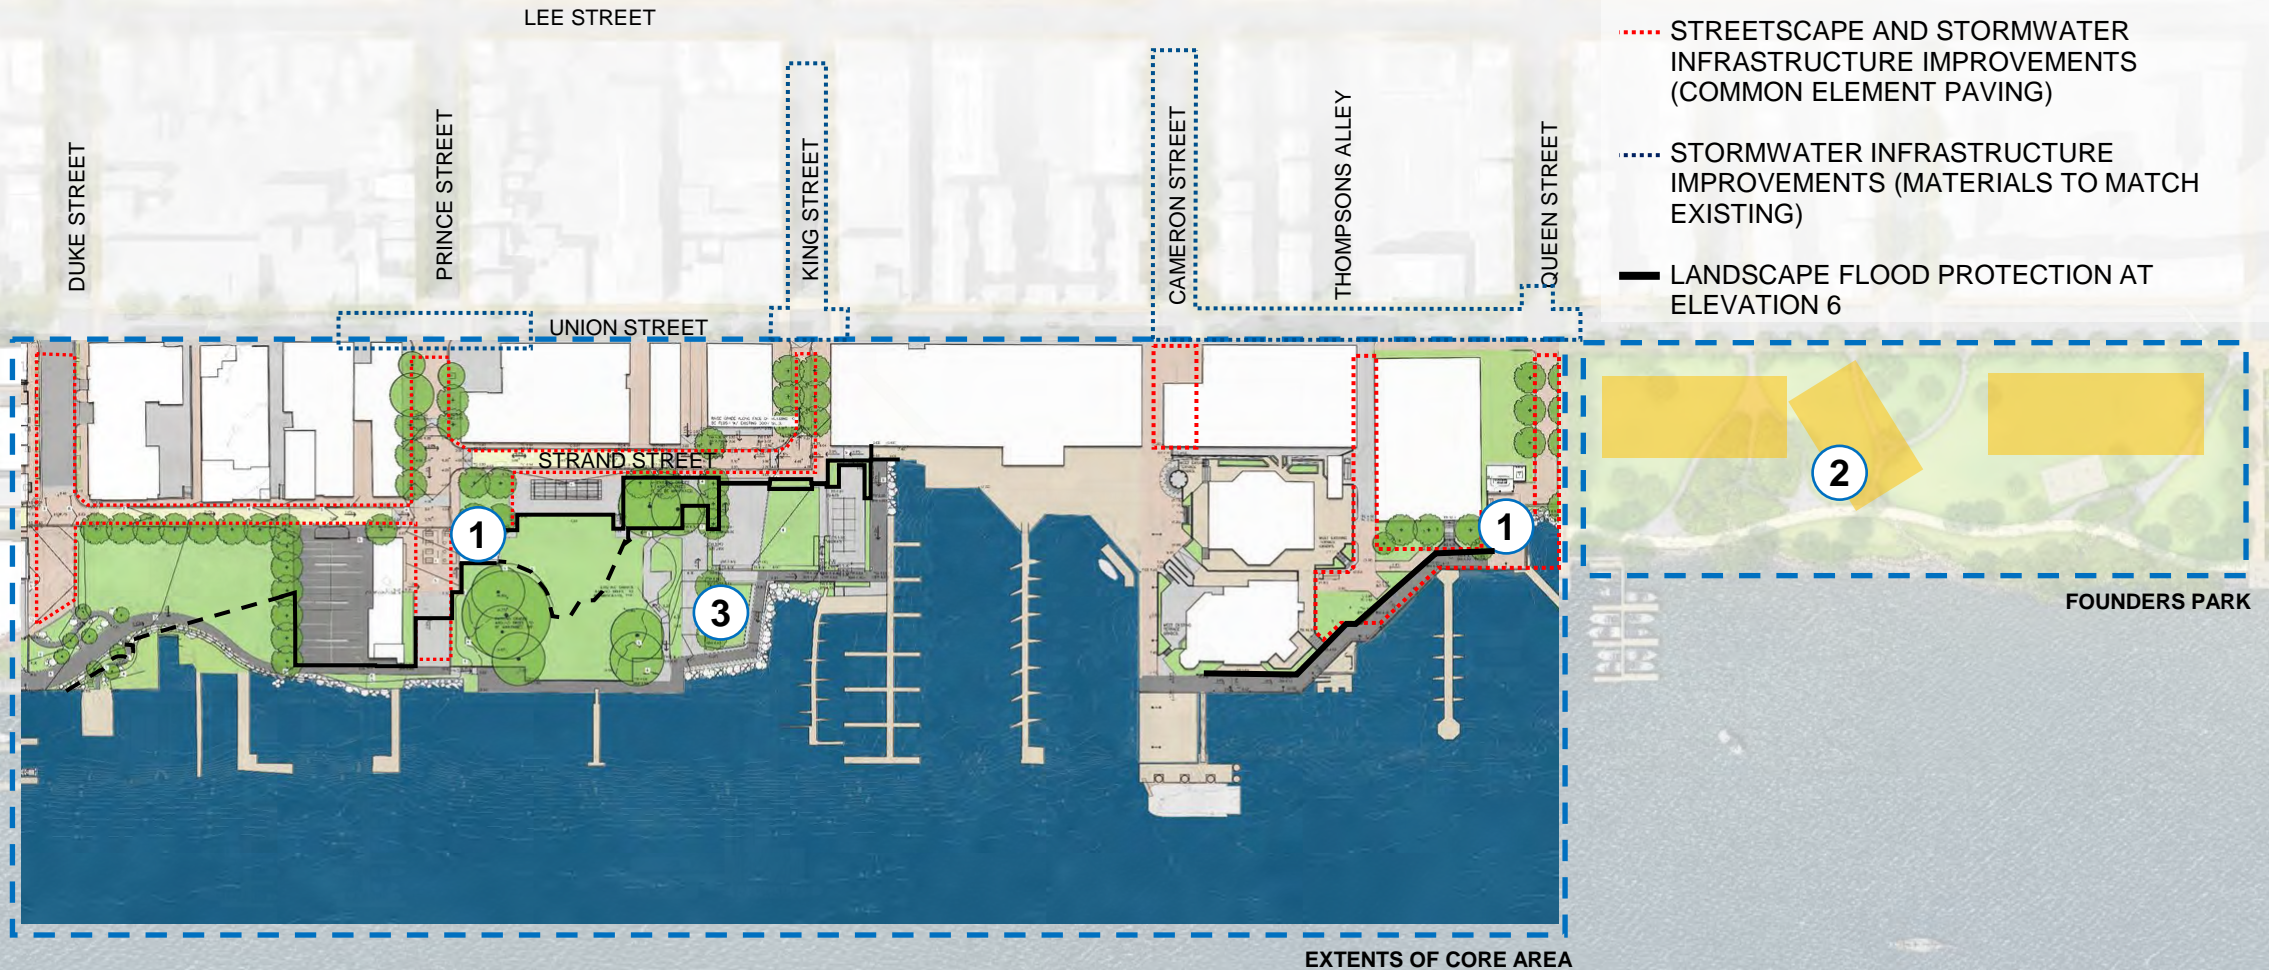 LEE STREET
STREETSCAPE AND STORMWATER
INFRASTRUCTURE IMPROVEMENTS
(COMMON ELEMENT PAVING)
STORMWATER INFRASTRUCTURE
IMPROVEMENTS (MATERIALS TO MATCH
EXISTING)
LANDSCAPE FLOOD PROTECTION AT
ELEVATION 6
DUKE STREET
PRINCE STREET
KING STREET
CAMERON STREET
THOMPSONS ALLEY
QUEEN STREET
UNION STREET
STRAND STREET
1
2
1
3
FOUNDERS PARK
EXTENTS OF CORE AREA